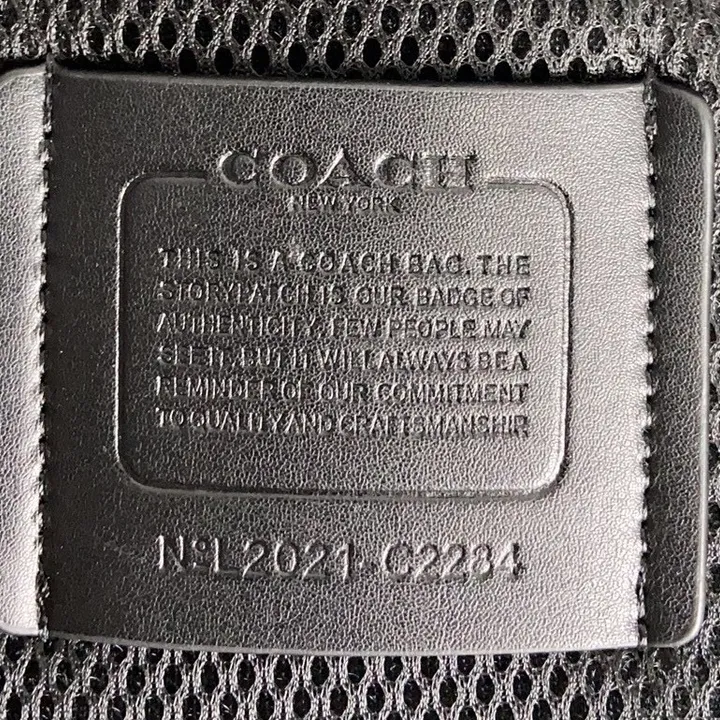 COACH
NEW YORK
THIS IS A COACH BAG. THE
STORYPATCH IS OUR BADGE OF
AUTHENTICITY. FEW PEOPLE MAY
SEE IT, BUT IT WILL ALWAYS BE A
REMINDER OF OUR COMMITMENT
TO QUALITY AND CRAFTSMANSHIP
NºL2021-C2284